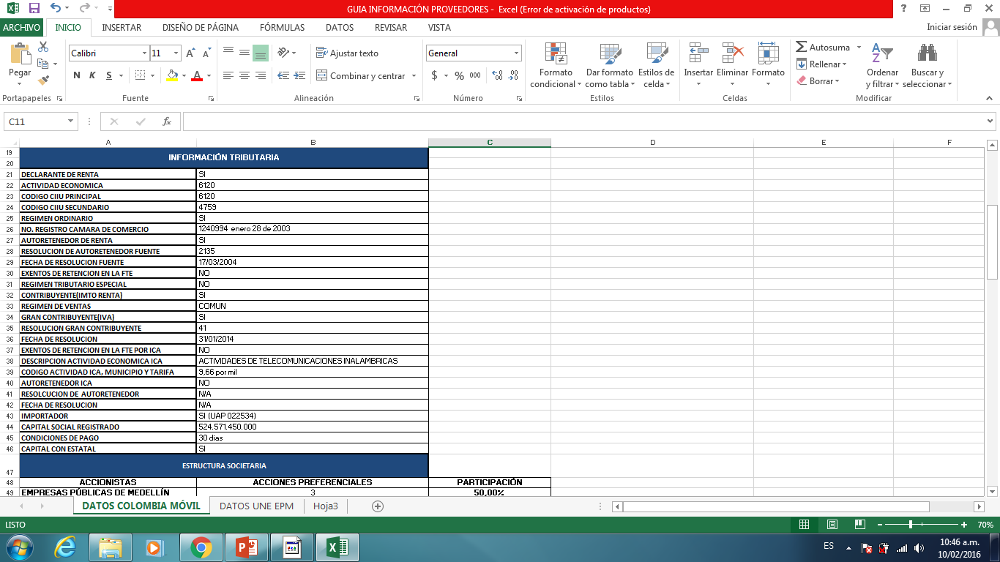 GUIA INFORMACIÓN PROVEEDORES -  Excel (Error de activación de productos)
ARCHIVO INICIO INSERTAR DISEÑO DE PÁGINA FÓRMULAS DATOS REVISAR VISTA Iniciar sesión
Pegar
Calibri 11
N K S
Ajustar texto
Combinar y centrar
General
$ % 000
Formato condicional
Dar formato como tabla
Estilos de celda
Insertar Eliminar Formato
Autosuma
Rellenar
Borrar
Ordenar y filtrar
Buscar y seleccionar
Portapapeles Fuente Alineación Número Estilos Celdas Modificar
C11 fx
A B C D E F
19 INFORMACIÓN TRIBUTARIA
20
21 DECLARANTE DE RENTA SI
22 ACTIVIDAD ECONOMICA 6120
23 CODIGO CIIU PRINCIPAL 6120
24 CODIGO CIIU SECUNDARIO 4759
25 REGIMEN ORDINARIO SI
26 NO. REGISTRO CAMARA DE COMERCIO 1240994 enero 28 de 2003
27 AUTORETENEDOR DE RENTA SI
28 RESOLUCION DE AUTORETENEDOR FUENTE 2135
29 FECHA DE RESOLUCION FUENTE 17/03/2004
30 EXENTOS DE RETENCION EN LA FTE NO
31 REGIMEN TRIBUTARIO ESPECIAL NO
32 CONTRIBUYENTE(IMTO RENTA) SI
33 REGIMEN DE VENTAS COMUN
34 GRAN CONTRIBUYENTE(IVA) SI
35 RESOLUCION GRAN CONTRIBUYENTE 41
36 FECHA DE RESOLUCION 31/01/2014
37 EXENTOS DE RETENCION EN LA FTE POR ICA NO
38 DESCRIPCION ACTIVIDAD ECONOMICA ICA ACTIVIDADES DE TELECOMUNICACIONES INALAMBRICAS
39 CODIGO ACTIVIDAD ICA, MUNICIPIO Y TARIFA 9,66 por mil
40 AUTORETENEDOR ICA NO
41 RESOLCUCION DE AUTORETENEDOR N/A
42 FECHA DE RESOLUCION N/A
43 IMPORTADOR SI (UAP 022534)
44 CAPITAL SOCIAL REGISTRADO 524.571.450.000
45 CONDICIONES DE PAGO 30 dias
46 CAPITAL CON ESTATAL SI
47 ESTRUCTURA SOCIETARIA
48 ACCIONISTAS ACCIONES PREFERENCIALES PARTICIPACIÓN
49 EMPRESAS PÚBLICAS DE MEDELLÍN 3 50,00%
DATOS COLOMBIA MÓVIL DATOS UNE EPM Hoja3
LISTO 70%
ES 10:46 a.m.
10/02/2016